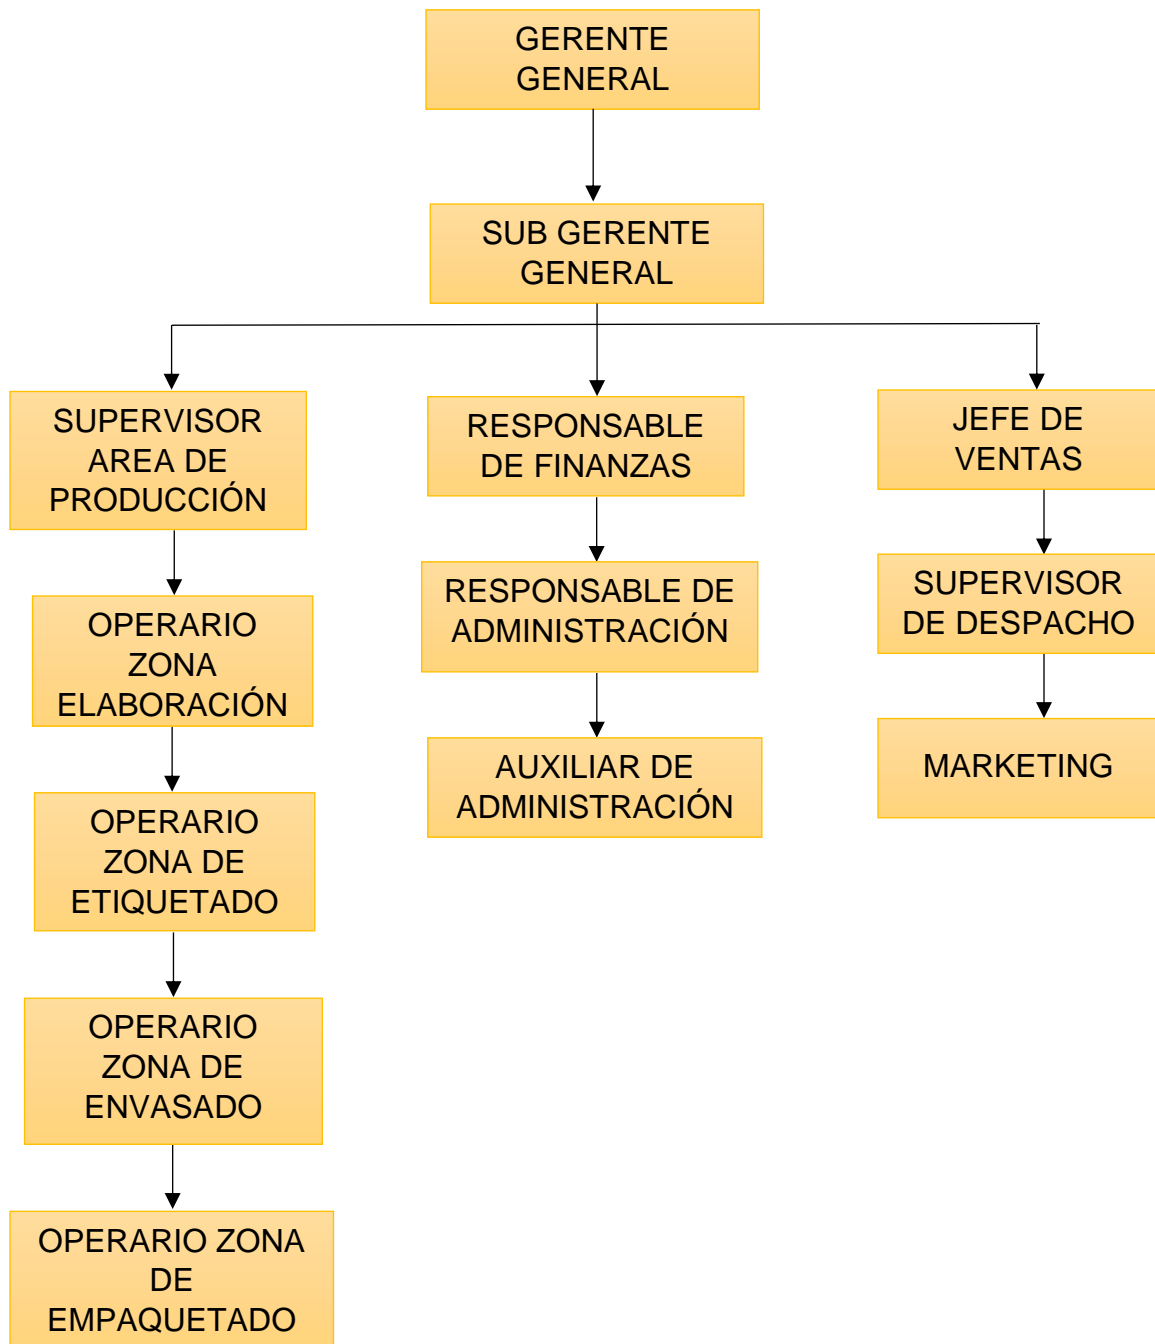 GERENTE
GENERAL
SUB GERENTE
GENERAL
SUPERVISOR
AREA DE
PRODUCCIÓN
RESPONSABLE
DE FINANZAS
JEFE DE
VENTAS
OPERARIO
ZONA
ELABORACIÓN
RESPONSABLE DE
ADMINISTRACIÓN
SUPERVISOR
DE DESPACHO
OPERARIO
ZONA DE
ETIQUETADO
AUXILIAR DE
ADMINISTRACIÓN
MARKETING
OPERARIO
ZONA DE
ENVASADO
OPERARIO ZONA
DE
EMPAQUETADO